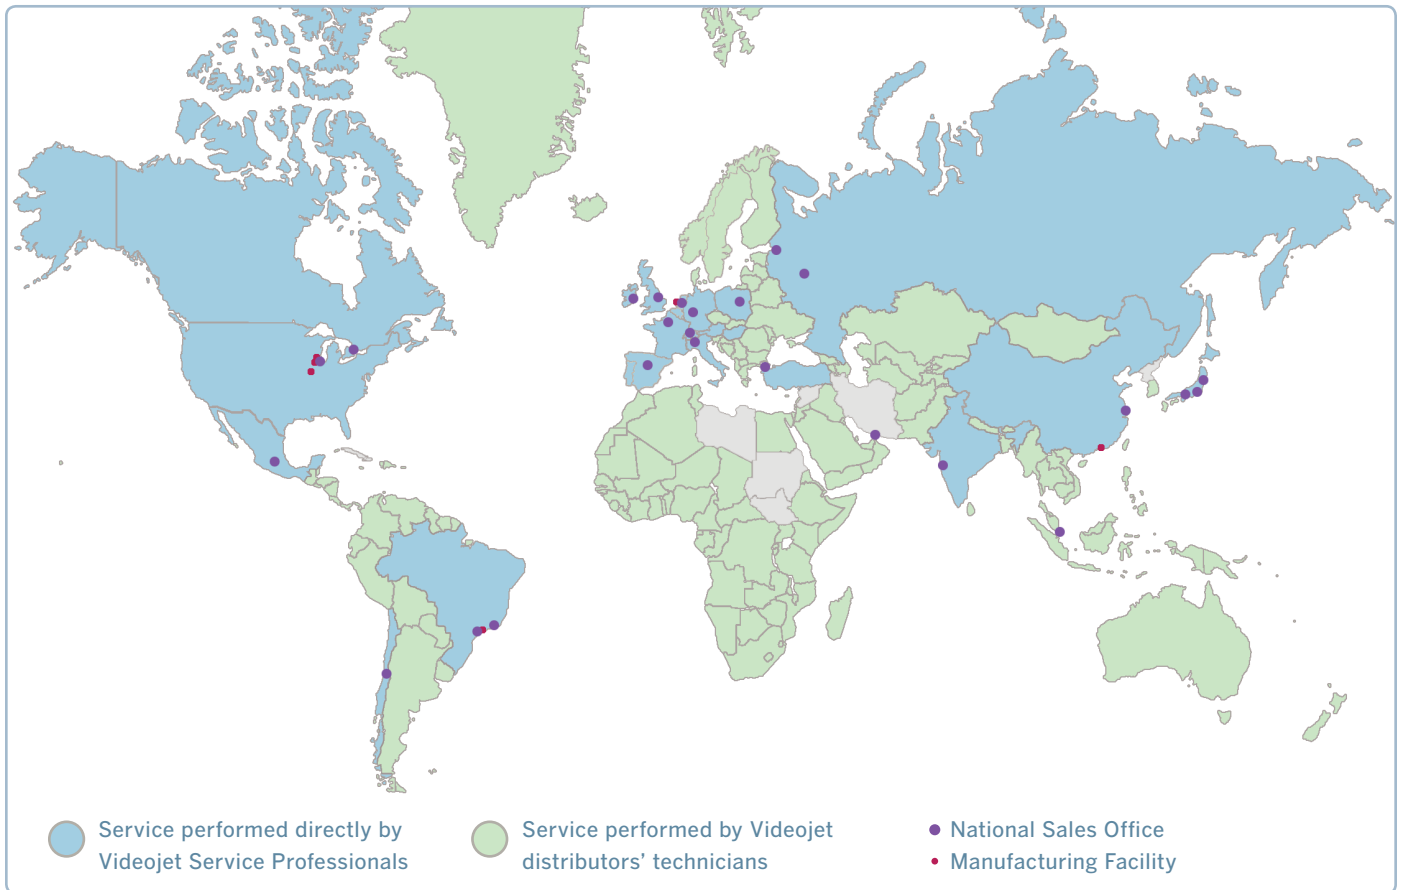 Service performed directly by
Videojet Service Professionals
Service performed by Videojet
distributors' technicians
National Sales Office
Manufacturing Facility